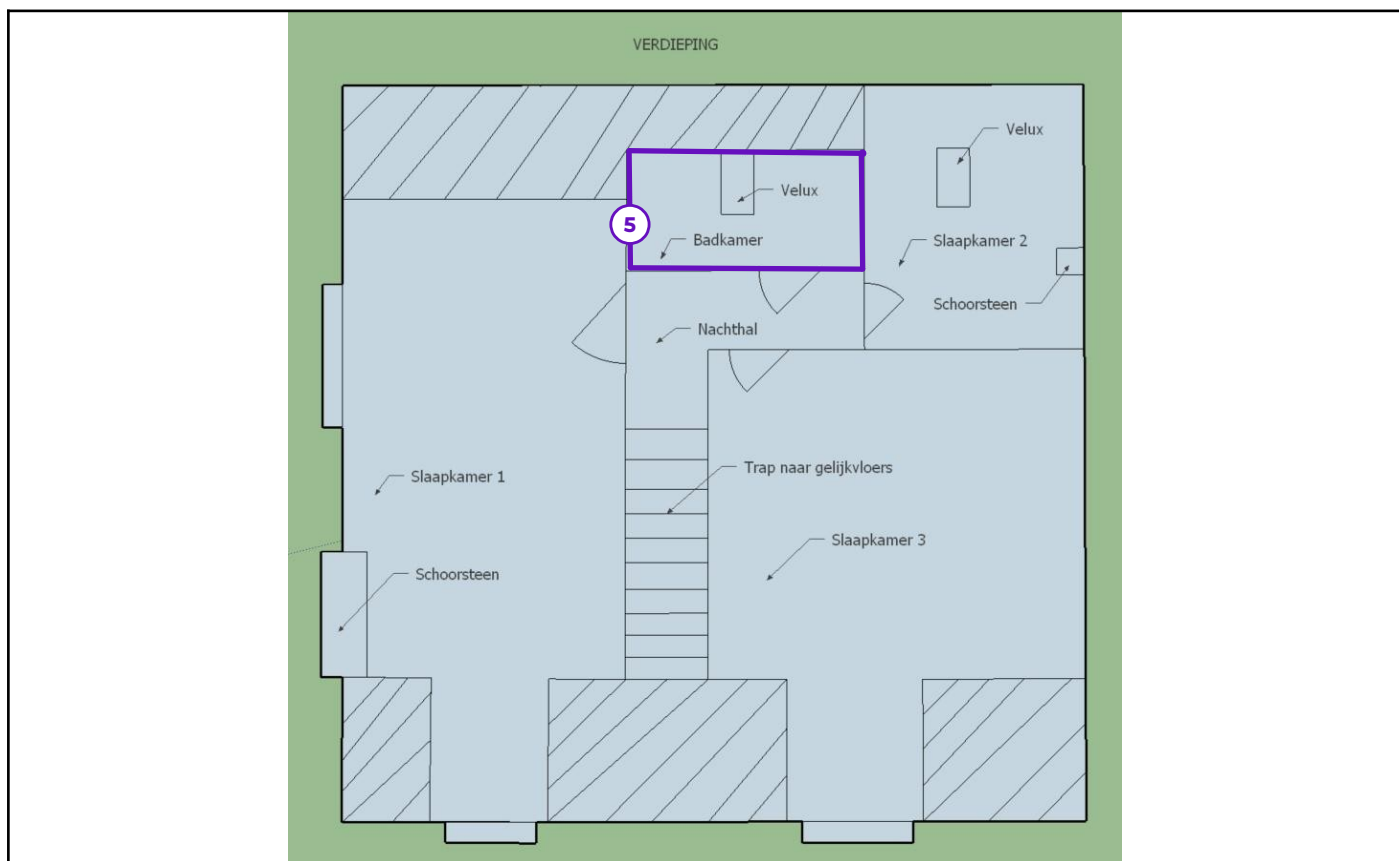 VERDIEPING
Velux
Velux
5
Badkamer
Slaapkamer 2
Schoorsteen
Nachthal
Trap naar gelijkvloers
Slaapkamer 1
Slaapkamer 3
Schoorsteen